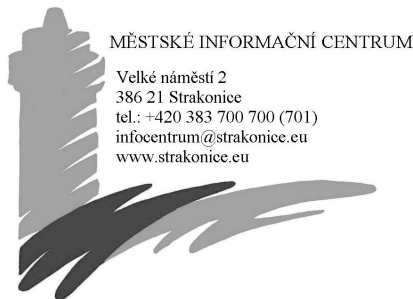 MĚSTSKÉ INFORMAČNÍ CENTRUM
Velké náměstí 2
386 21 Strakonice
tel.: +420 383 700 700 (701)
infocentrum@strakonice.eu
www.strakonice.eu